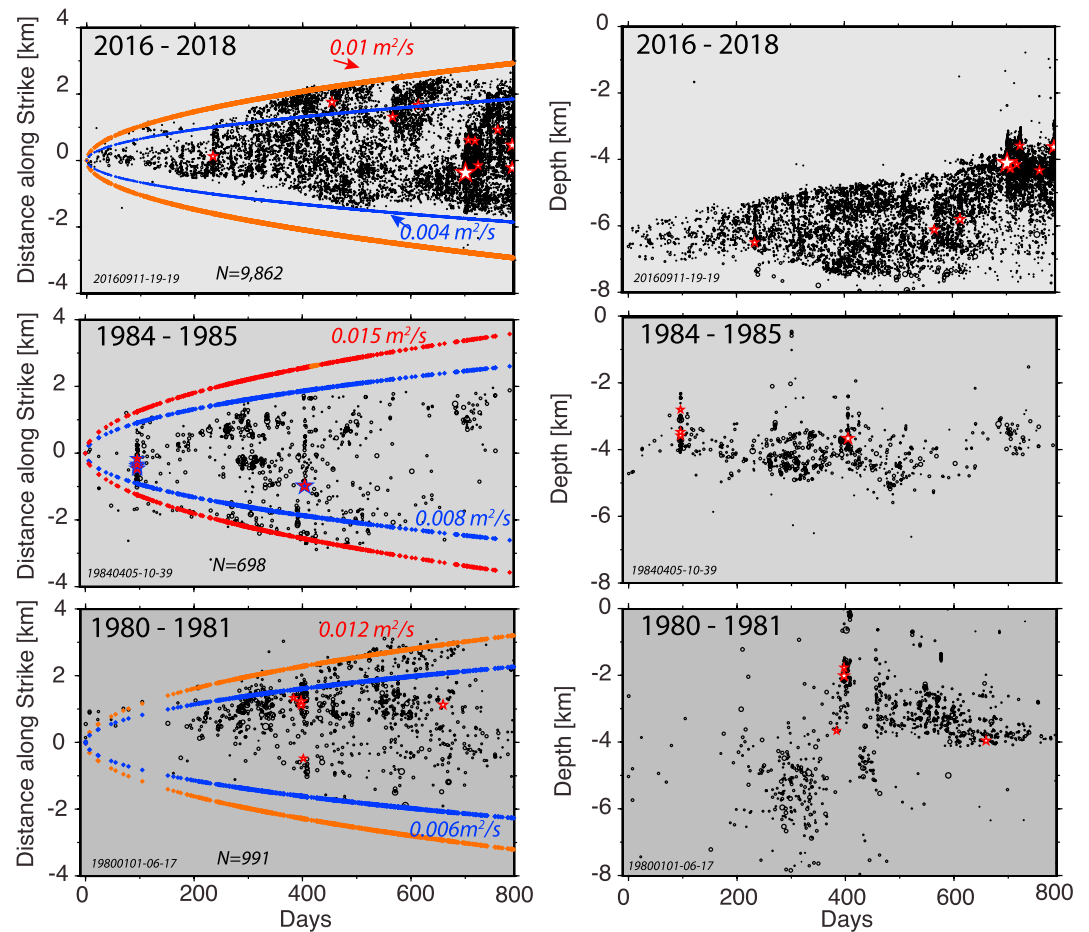 4
2
0
-2
-4
Distance along Strike [km]
2016 - 2018
0.01 m²/s
0.004 m²/s
20160911-19-19
N=9,862
0
-2
-4
-6
-8
Depth [km]
2016 - 2018
20160911-19-19
4
2
0
-2
-4
Distance along Strike [km]
1984 - 1985
0.015 m²/s
0.008 m²/s
19840405-10-39
N=698
0
-2
-4
-6
-8
Depth [km]
1984 - 1985
19840405-10-39
4
2
0
-2
-4
Distance along Strike [km]
1980 - 1981
0.012 m²/s
0.006m²/s
19800101-06-17
N=991
0 200 400 600 800
Days
0
-2
-4
-6
-8
Depth [km]
1980 - 1981
19800101-06-17
0 200 400 600 800
Days